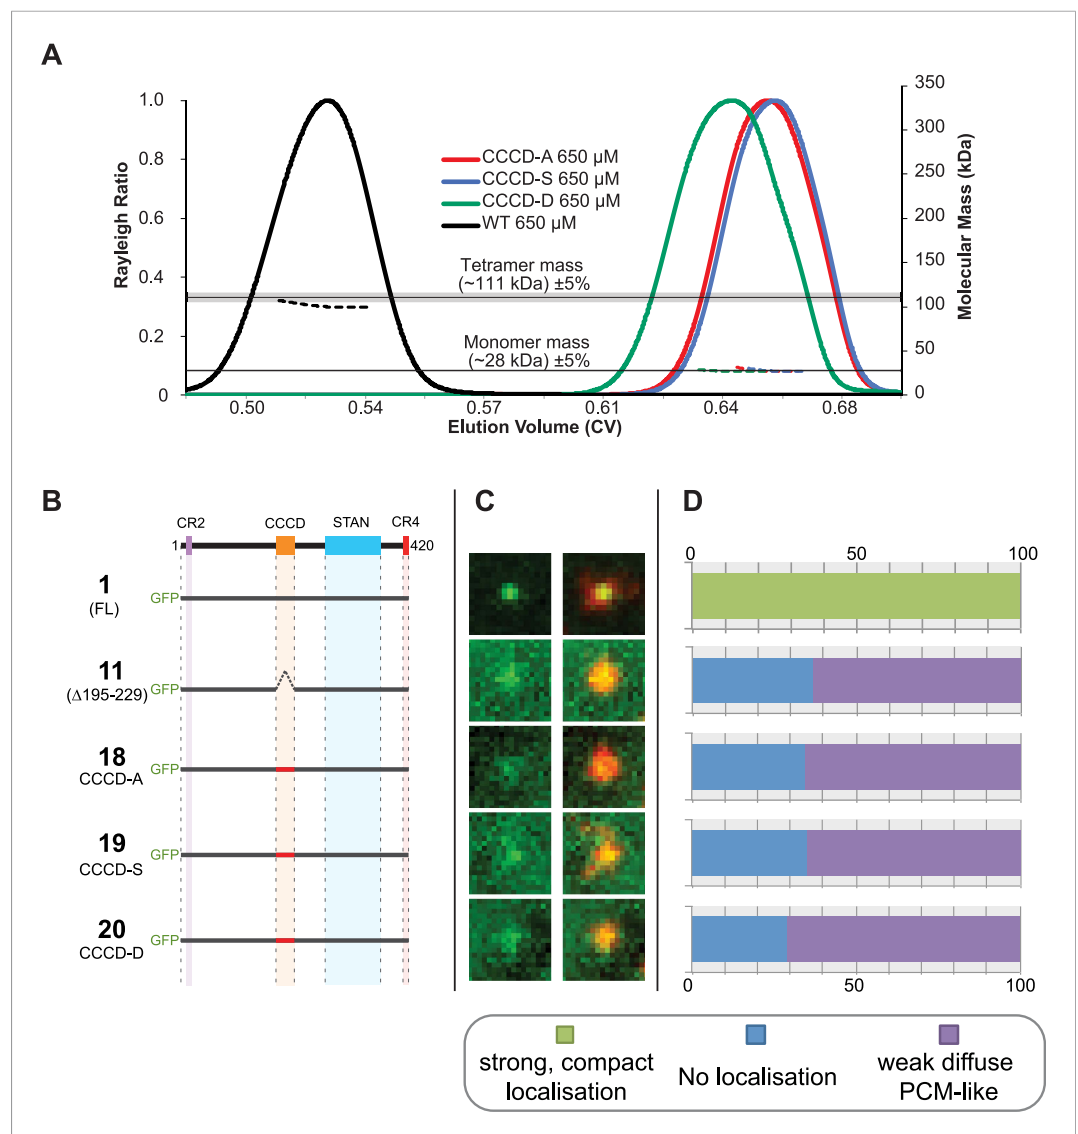 A
Rayleigh Ratio
1.0
0.8
0.6
0.4
0.2
0
350
300
250
200
150
100
50
0
Molecular Mass (kDa)
CCCD-A 650 µM
CCCD-S 650 µM
CCCD-D 650 µM
WT 650 µM
Tetramer mass
(~111 kDa) ±5%
Monomer mass
(~28 kDa) ±5%
0.50 0.54 0.57 0.61 0.64 0.68
Elution Volume (CV)
B
CR2 CCCD STAN CR4
1 420
1
(FL)
GFP
11
(Δ195-229)
GFP
18
CCCD-A
GFP
19
CCCD-S
GFP
20
CCCD-D
GFP
C
D
0 50 100
0 50 100
strong, compact
localisation
No localisation
weak diffuse
PCM-like